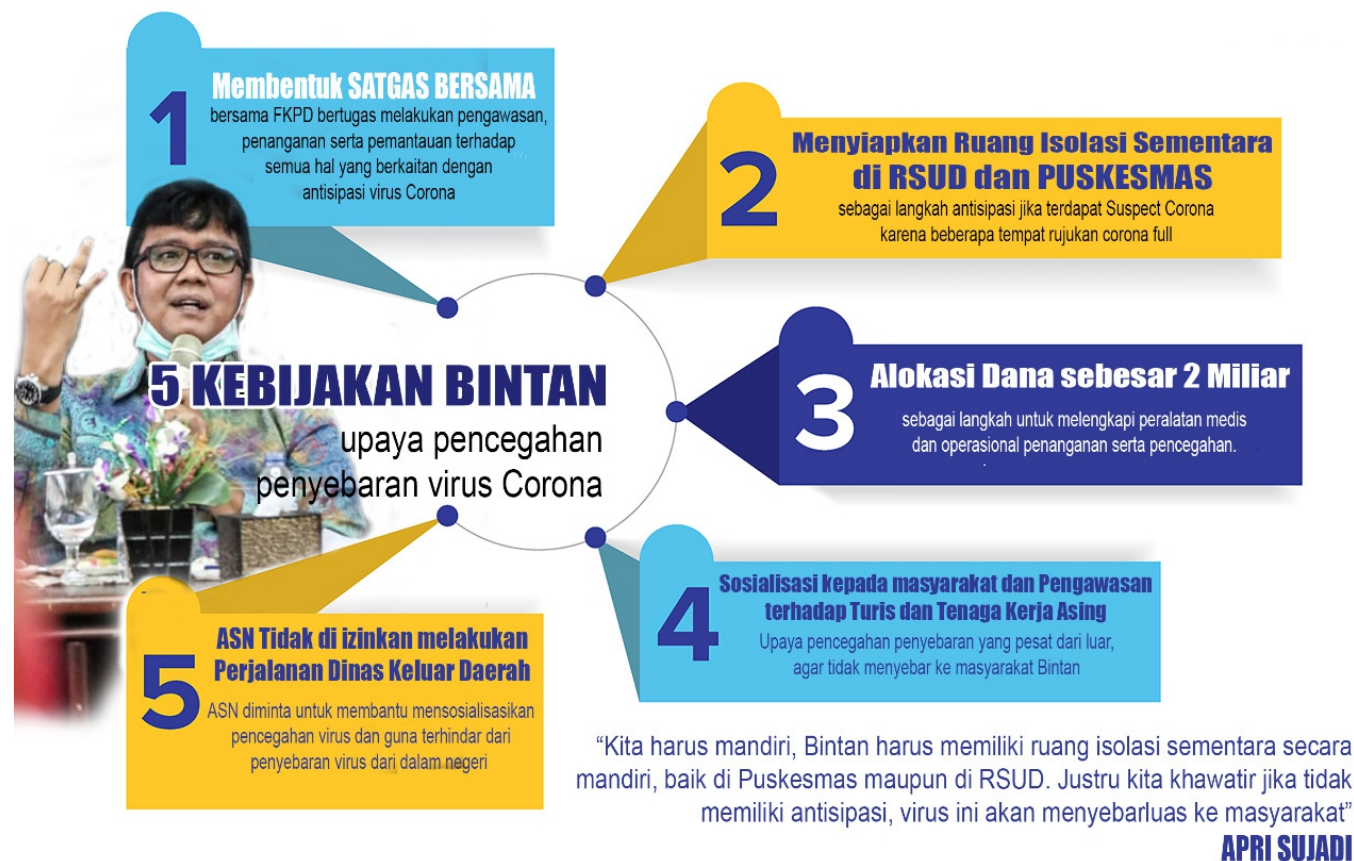 1
Membentuk SATGAS BERSAMA
bersama FKPD bertugas melakukan pengawasan,
penanganan serta pemantauan terhadap
semua hal yang berkaitan dengan
antisipasi virus Corona
2
Menyiapkan Ruang Isolasi Sementara
di RSUD dan PUSKESMAS
sebagai langkah antisipasi jika terdapat Suspect Corona
karena beberapa tempat rujukan corona full
5 KEBIJAKAN BINTAN
upaya pencegahan
penyebaran virus Corona
3
Alokasi Dana sebesar 2 Miliar
sebagai langkah untuk melengkapi peralatan medis
dan operasional penanganan serta pencegahan.
4
Sosialisasi kepada masyarakat dan Pengawasan
terhadap Turis dan Tenaga Kerja Asing
Upaya pencegahan penyebaran yang pesat dari luar,
agar tidak menyebar ke masyarakat Bintan
5
ASN Tidak di izinkan melakukan
Perjalanan Dinas Keluar Daerah
ASN diminta untuk membantu mensosialisasikan
pencegahan virus dan guna terhindar dari
penyebaran virus dari dalam negeri
“Kita harus mandiri, Bintan harus memiliki ruang isolasi sementara secara
mandiri, baik di Puskesmas maupun di RSUD. Justru kita khawatir jika tidak
memiliki antisipasi, virus ini akan menyebarluas ke masyarakat”
APRI SUJADI